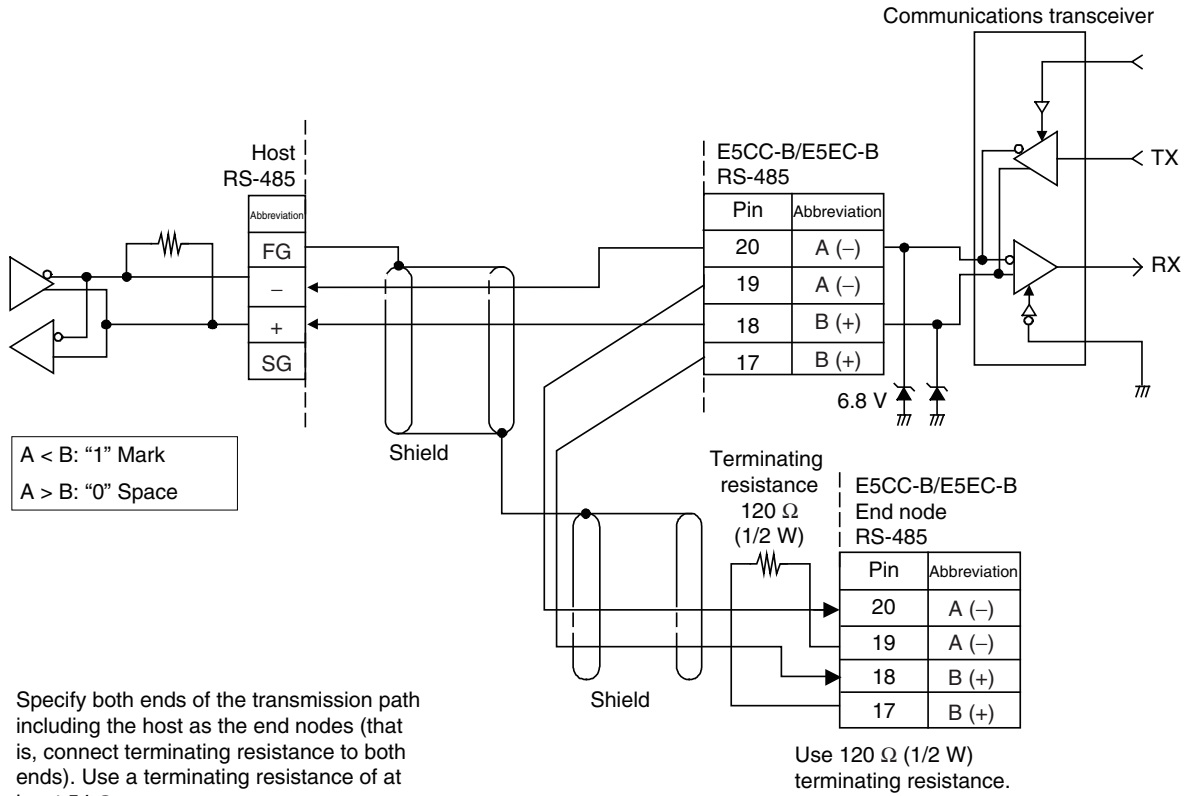 Communications transceiver
Host
RS-485
Abbreviation
FG
−
+
SG
E5CC-B/E5EC-B
RS-485
Pin Abbreviation
20 A (−)
19 A (−)
18 B (+)
17 B (+)
TX
RX
6.8 V
Shield
A < B: “1” Mark
A > B: “0” Space
Terminating
resistance
120 Ω
(1/2 W)
E5CC-B/E5EC-B
End node
RS-485
Pin Abbreviation
20 A (−)
19 A (−)
18 B (+)
17 B (+)
Shield
Use 120 Ω (1/2 W)
terminating resistance.
Specify both ends of the transmission path
including the host as the end nodes (that
is, connect terminating resistance to both
ends). Use a terminating resistance of at